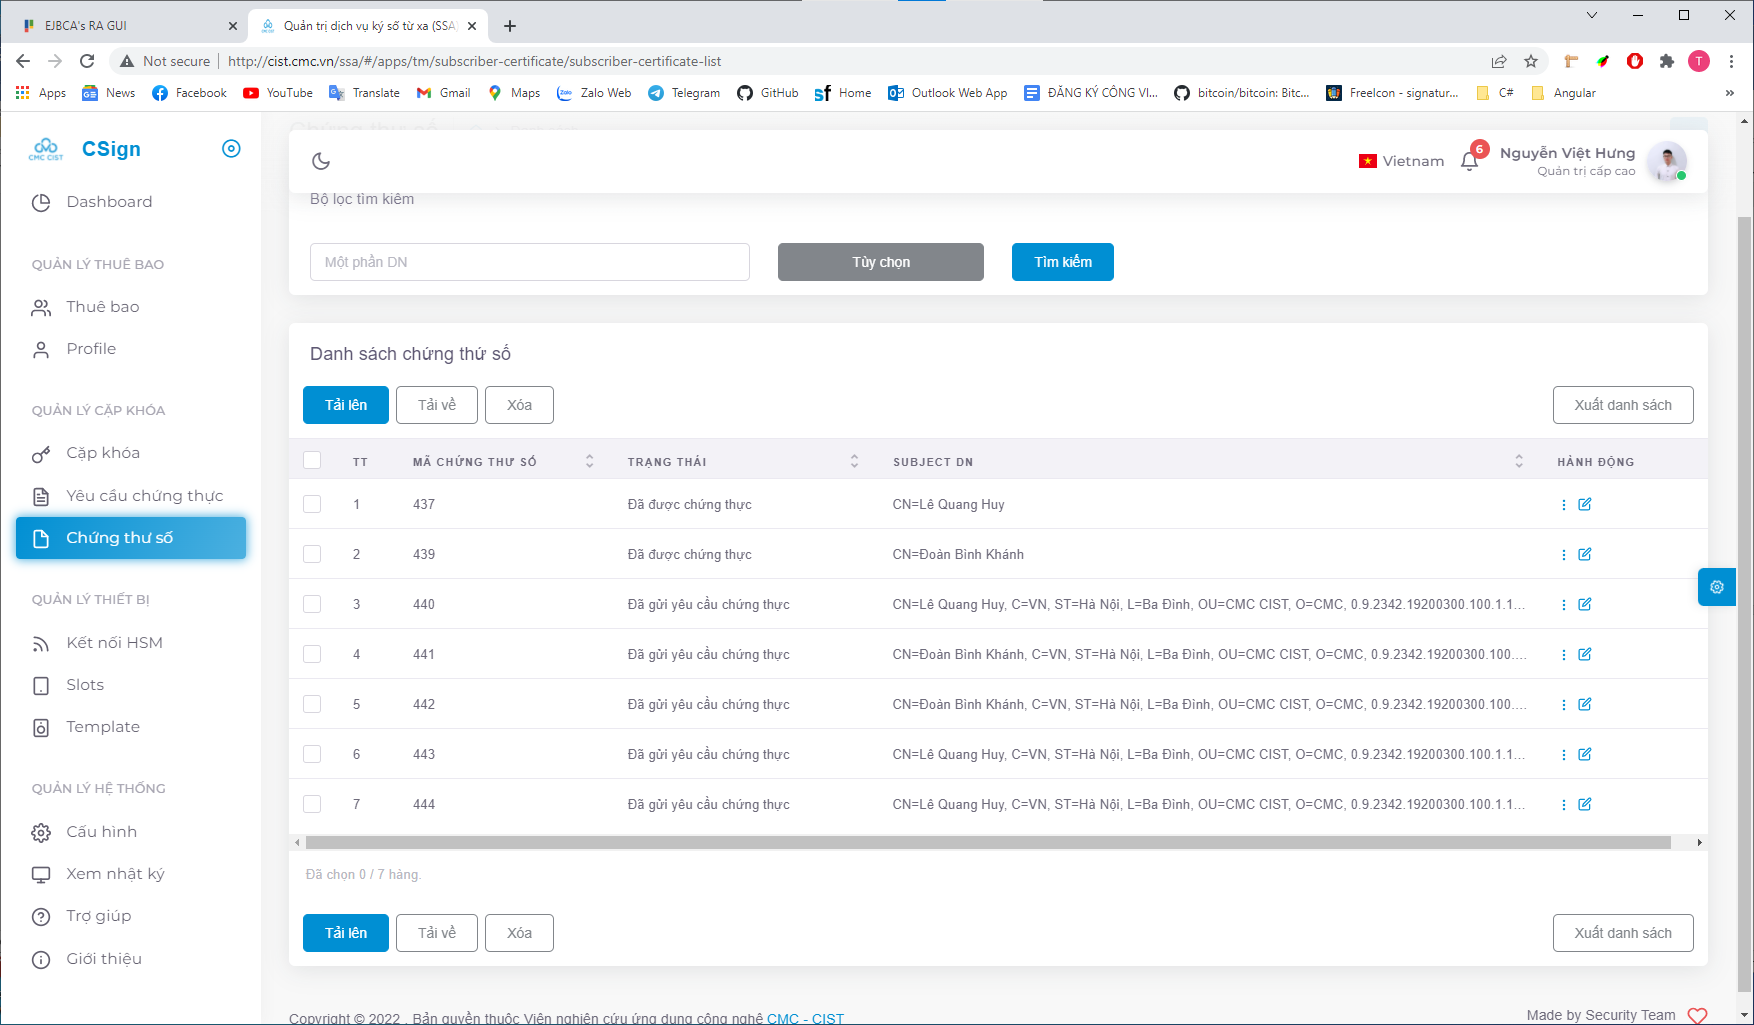 EJBCA's RA GUI
Quản trị dịch vụ ký số từ xa (SSA)
Not secure
http://cist.cmc.vn/ssa/#/apps/tm/subscriber-certificate/subscriber-certificate-list
T
Apps
News
Facebook
YouTube
Translate
Gmail
Maps
Zalo Web
Telegram
GitHub
Home
Outlook Web App
ĐĂNG KÝ CÔNG VI...
bitcoin/bitcoin: Bitc...
FreeIcon - signatur...
C#
Angular
»
CMC CIST
CSign
Dashboard
QUẢN LÝ THUÊ BAO
Thuê bao
Profile
QUẢN LÝ CẶP KHÓA
Cặp khóa
Yêu cầu chứng thực
Chứng thư số
QUẢN LÝ THIẾT BỊ
Kết nối HSM
Slots
Template
QUẢN LÝ HỆ THỐNG
Cấu hình
Xem nhật ký
Trợ giúp
Giới thiệu
Vietnam
6
Nguyễn Việt Hưng
Quản trị cấp cao
Bộ lọc tìm kiếm
Một phần DN
Tùy chọn
Tìm kiếm
Danh sách chứng thư số
Tải lên
Tải về
Xóa
Xuất danh sách
TT MÃ CHỨNG THƯ SỐ TRẠNG THÁI SUBJECT DN HÀNH ĐỘNG
1 437 Đã được chứng thực CN=Lê Quang Huy
2 439 Đã được chứng thực CN=Đoàn Bình Khánh
3 440 Đã gửi yêu cầu chứng thực CN=Lê Quang Huy, C=VN, ST=Hà Nội, L=Ba Đình, OU=CMC CIST, O=CMC, 0.9.2342.19200300.100.1.1...
4 441 Đã gửi yêu cầu chứng thực CN=Đoàn Bình Khánh, C=VN, ST=Hà Nội, L=Ba Đình, OU=CMC CIST, O=CMC, 0.9.2342.19200300.100....
5 442 Đã gửi yêu cầu chứng thực CN=Đoàn Bình Khánh, C=VN, ST=Hà Nội, L=Ba Đình, OU=CMC CIST, O=CMC, 0.9.2342.19200300.100....
6 443 Đã gửi yêu cầu chứng thực CN=Lê Quang Huy, C=VN, ST=Hà Nội, L=Ba Đình, OU=CMC CIST, O=CMC, 0.9.2342.19200300.100.1.1...
7 444 Đã gửi yêu cầu chứng thực CN=Lê Quang Huy, C=VN, ST=Hà Nội, L=Ba Đình, OU=CMC CIST, O=CMC, 0.9.2342.19200300.100.1.1...
Đã chọn 0 / 7 hàng.
Tải lên
Tải về
Xóa
Xuất danh sách
Copyright © 2022 . Bản quyền thuộc Viện nghiên cứu ứng dụng công nghệ CMC - CIST
Made by Security Team